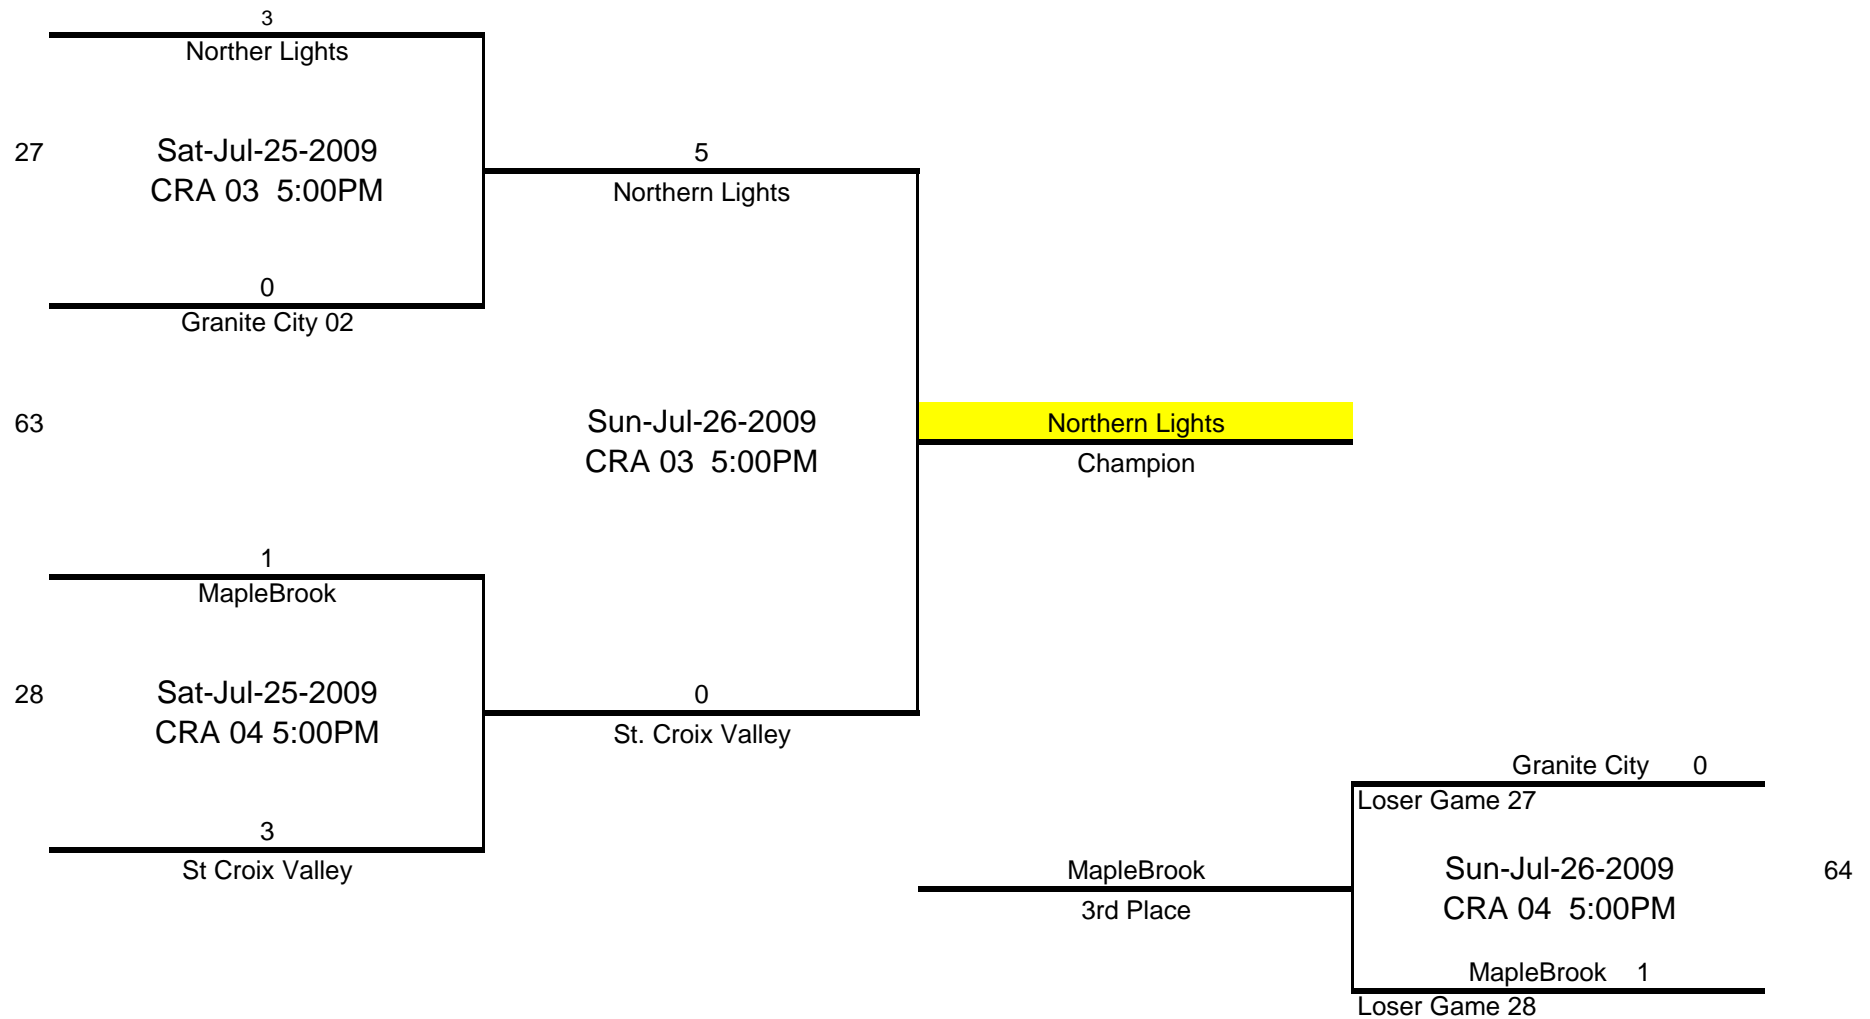 3
Norther Lights
27
Sat-Jul-25-2009
CRA 03 5:00PM
5
Northern Lights
0
Granite City 02
63
Sun-Jul-26-2009
CRA 03 5:00PM
Northern Lights
Champion
1
MapleBrook
28
Sat-Jul-25-2009
CRA 04 5:00PM
0
St. Croix Valley
3
St Croix Valley
Granite City 0
Loser Game 27
MapleBrook
3rd Place
Sun-Jul-26-2009
CRA 04 5:00PM
64
MapleBrook 1
Loser Game 28